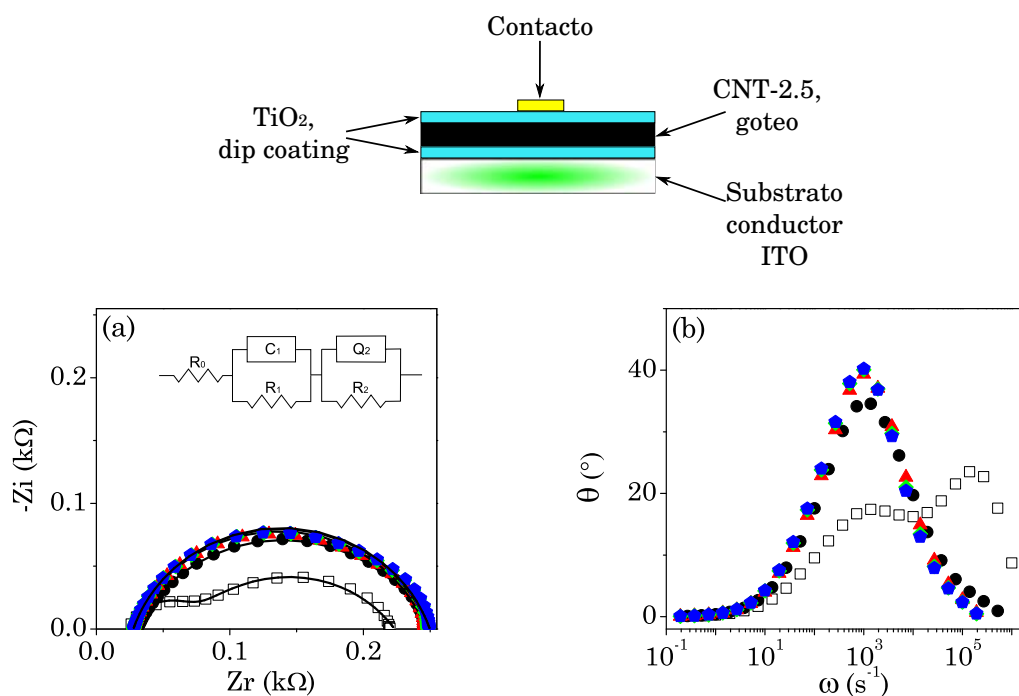 Contacto
TiO₂,
dip coating
CNT-2.5,
goteo
Substrato
conductor
ITO
(a)
R₀
C₁
R₁
Q₂
R₂
0.2
0.1
0.0
-Zi (kΩ)
0.0 0.1 0.2
Zr (kΩ)
(b)
40
20
0
θ (°)
10⁻¹ 10¹ 10³ 10⁵
ω (s⁻¹)